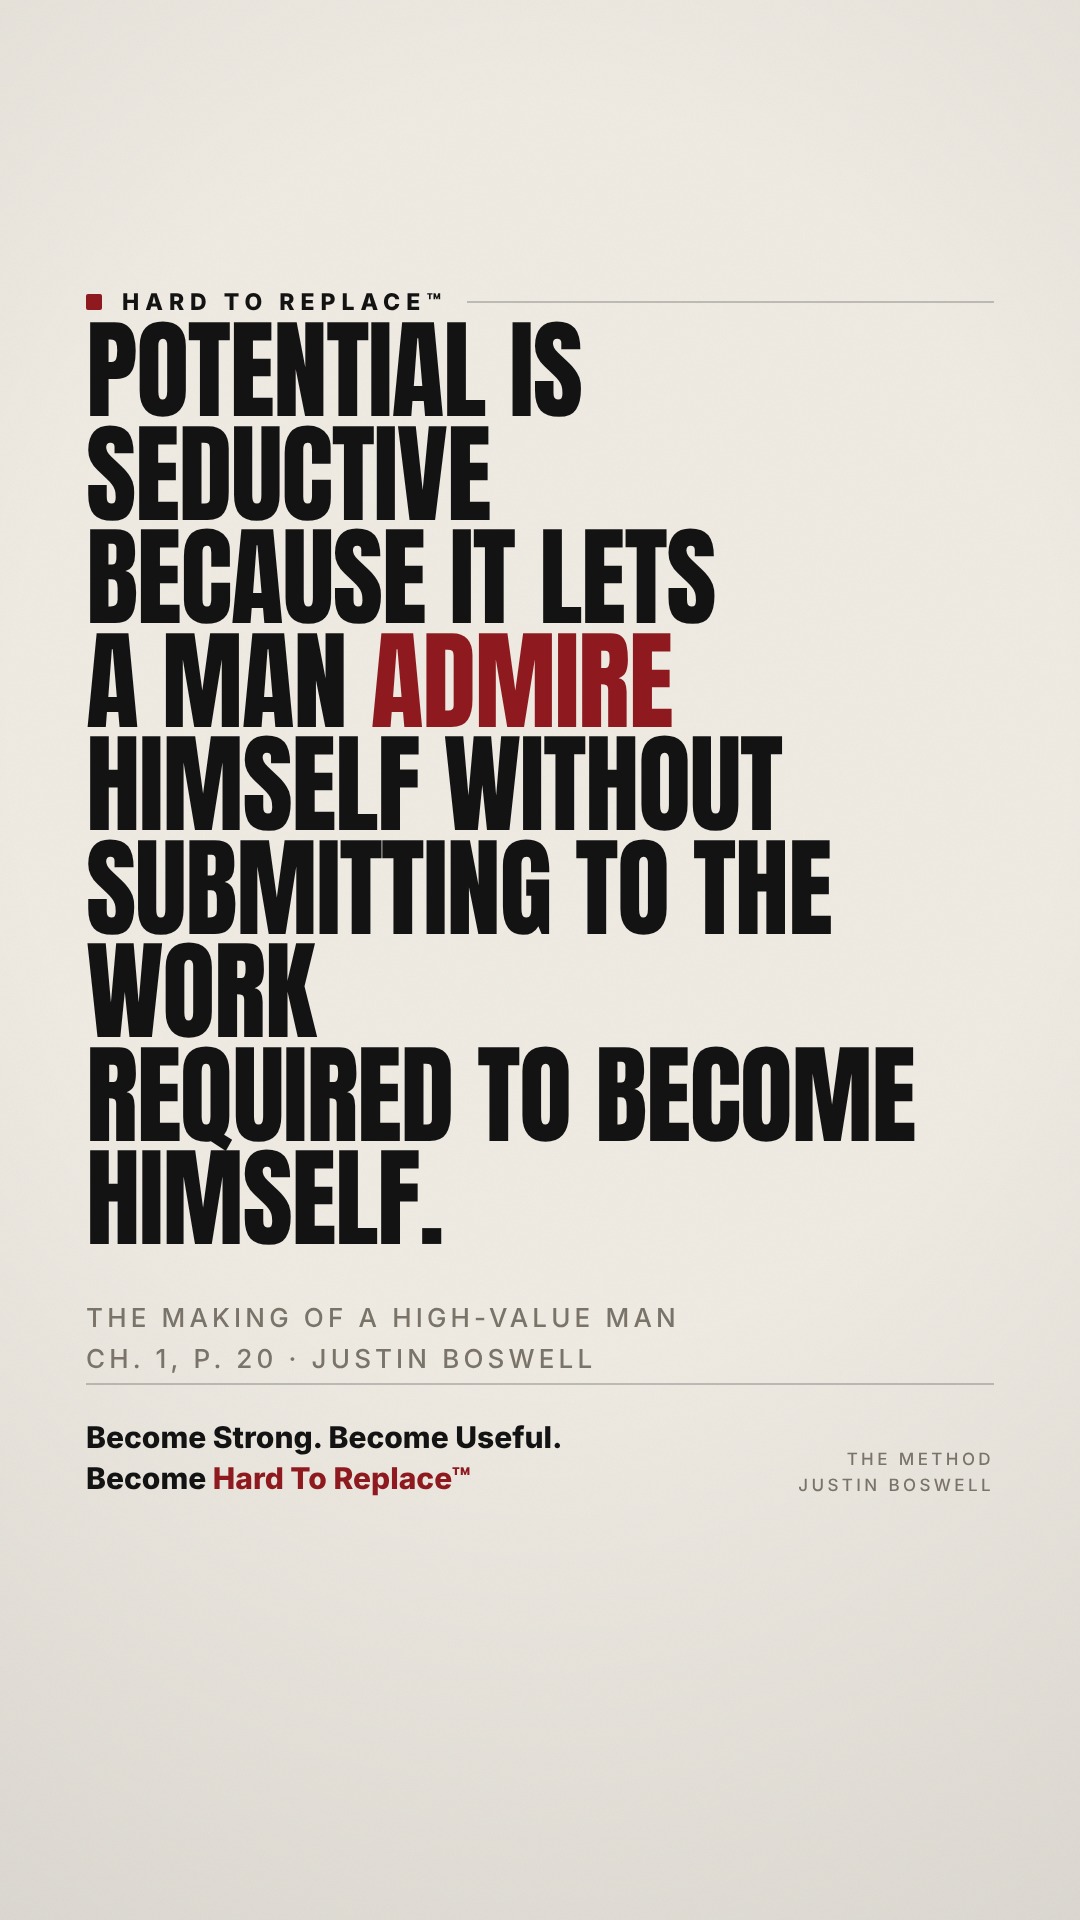 HARD TO REPLACE™
POTENTIAL IS
SEDUCTIVE
BECAUSE IT LETS
A MAN ADMIRE
HIMSELF WITHOUT
SUBMITTING TO THE
WORK
REQUIRED TO BECOME
HIMSELF.
THE MAKING OF A HIGH-VALUE MAN
CH. 1, P. 20 · JUSTIN BOSWELL
Become Strong. Become Useful.
Become Hard To Replace™
THE METHOD
JUSTIN BOSWELL